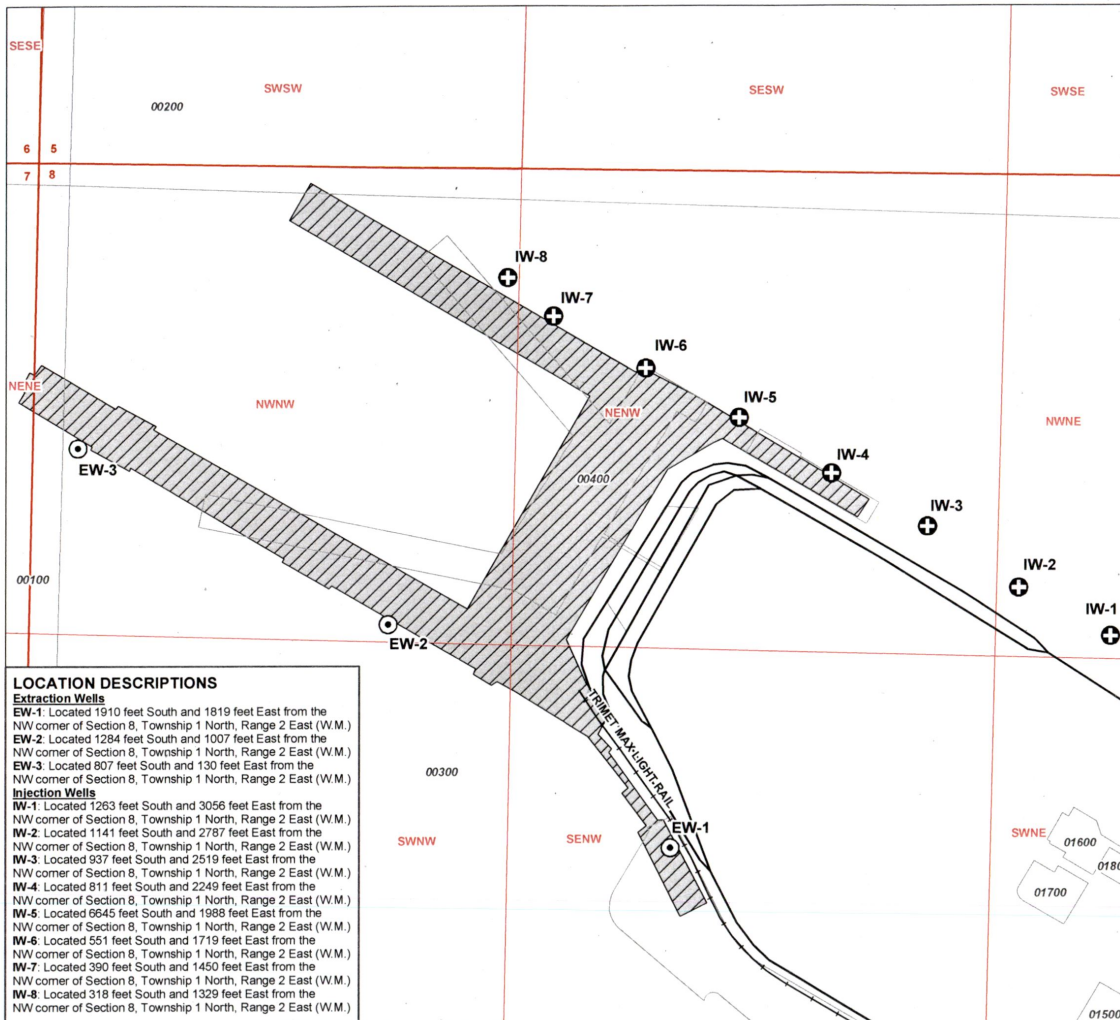 SESE
SWSW
SESW
SWSE
00200
6 5
7 8
IW-8
IW-7
IW-6
NENE
NWNW
NENW
IW-5
NWNE
EW-3
IW-4
00400
IW-3
00100
IW-2
IW-1
EW-2
LOCATION DESCRIPTIONS
Extraction Wells
EW-1: Located 1910 feet South and 1819 feet East from the
NW corner of Section 8, Township 1 North, Range 2 East (W.M.)
EW-2: Located 1284 feet South and 1007 feet East from the
NW corner of Section 8, Township 1 North, Range 2 East (W.M.)
EW-3: Located 807 feet South and 130 feet East from the
NW corner of Section 8, Township 1 North, Range 2 East (W.M.)
Injection Wells
IW-1: Located 1263 feet South and 3056 feet East from the
NW corner of Section 8, Township 1 North, Range 2 East (W.M.)
IW-2: Located 1141 feet South and 2787 feet East from the
NW corner of Section 8, Township 1 North, Range 2 East (W.M.)
IW-3: Located 937 feet South and 2519 feet East from the
NW corner of Section 8, Township 1 North, Range 2 East (W.M.)
IW-4: Located 811 feet South and 2249 feet East from the
NW corner of Section 8, Township 1 North, Range 2 East (W.M.)
IW-5: Located 6645 feet South and 1988 feet East from the
NW corner of Section 8, Township 1 North, Range 2 East (W.M.)
IW-6: Located 551 feet South and 1719 feet East from the
NW corner of Section 8, Township 1 North, Range 2 East (W.M.)
IW-7: Located 390 feet South and 1450 feet East from the
NW corner of Section 8, Township 1 North, Range 2 East (W.M.)
IW-8: Located 318 feet South and 1329 feet East from the
NW corner of Section 8, Township 1 North, Range 2 East (W.M.)
TRIMET MAX LIGHT RAIL
00300
EW-1
SWNW
SENW
SWNE
01600
0180
01700
01500